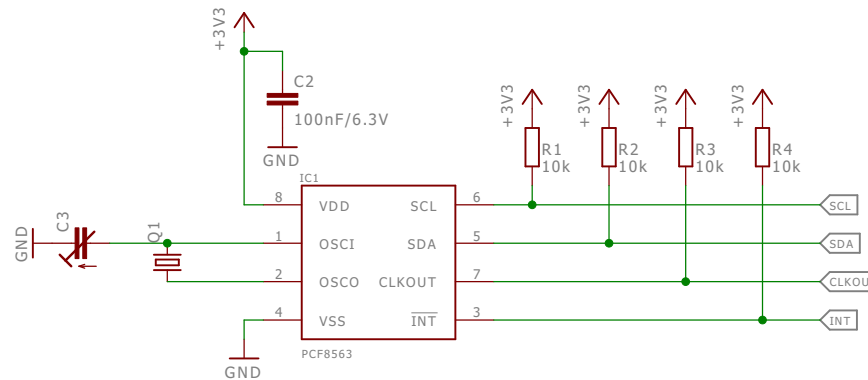 +3V3
C2
100nF/6.3V
GND
+3V3
+3V3
+3V3
+3V3
R1
10k
R2
10k
R3
10k
R4
10k
IC1
8 VDD SCL 6 SCL
GND
C3
Q1
1 OSCI SDA 5 SDA
2 OSCO CLKOUT 7 CLKOU
4 VSS INT 3 INT
PCF8563
GND